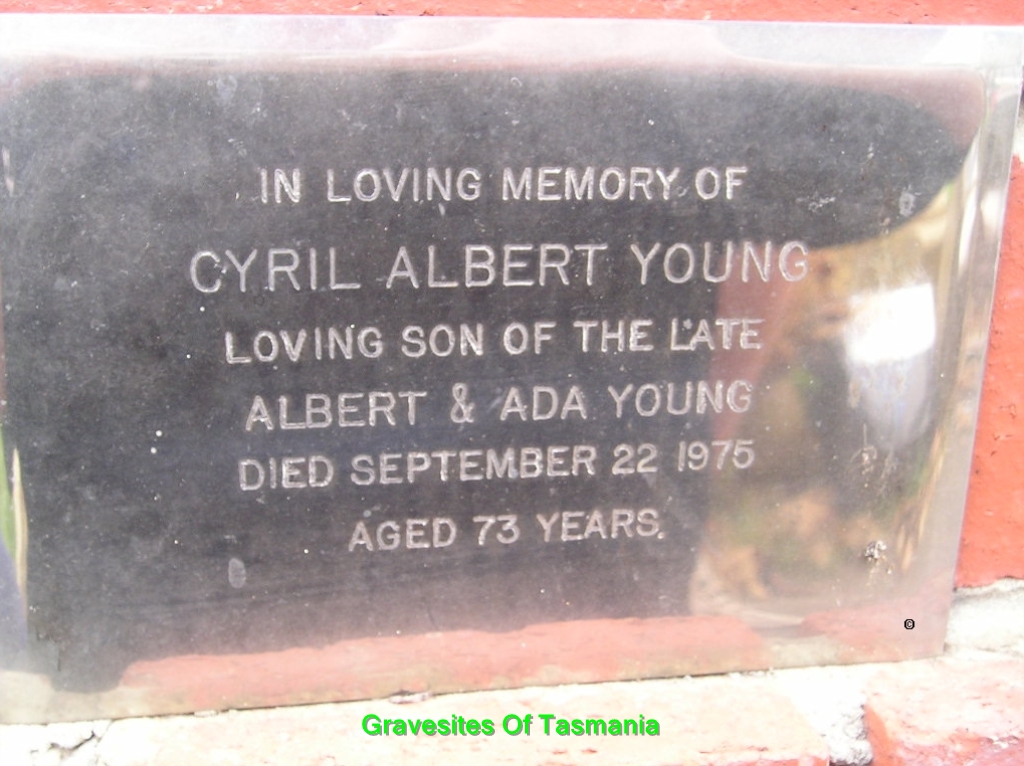 IN LOVING MEMORY OF
CYRIL ALBERT YOUNG
LOVING SON OF THE LATE
ALBERT & ADA YOUNG
DIED SEPTEMBER 22 1975
AGED 73 YEARS.
©
Gravesites Of Tasmania